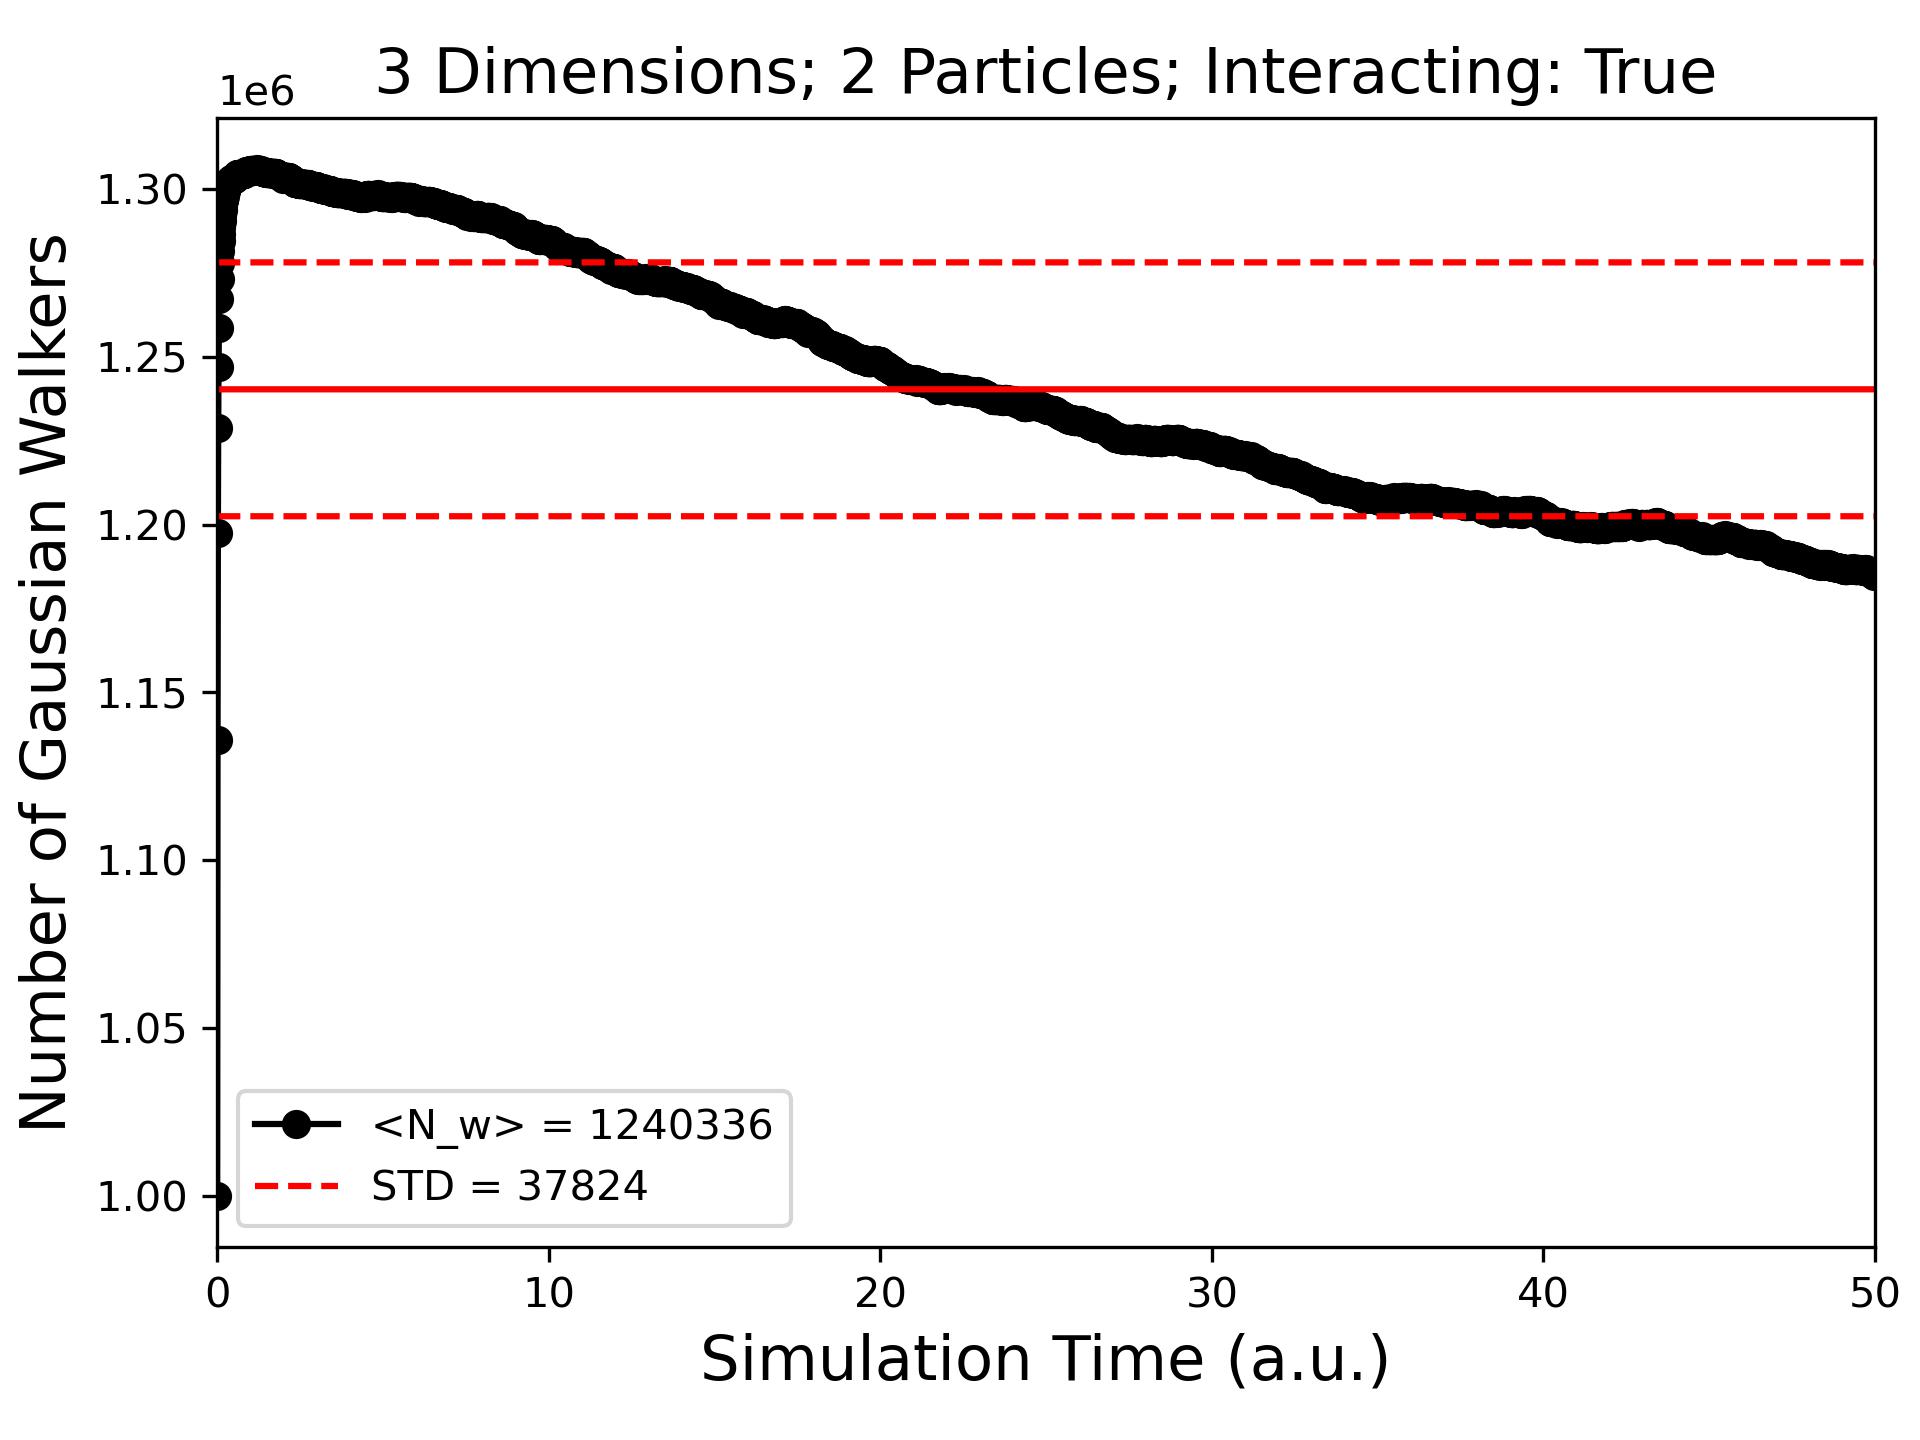 3 Dimensions; 2 Particles; Interacting: True
1e6
Number of Gaussian Walkers
1.30
1.25
1.20
1.15
1.10
1.05
1.00
<N_w> = 1240336
STD = 37824
0 10 20 30 40 50
Simulation Time (a.u.)